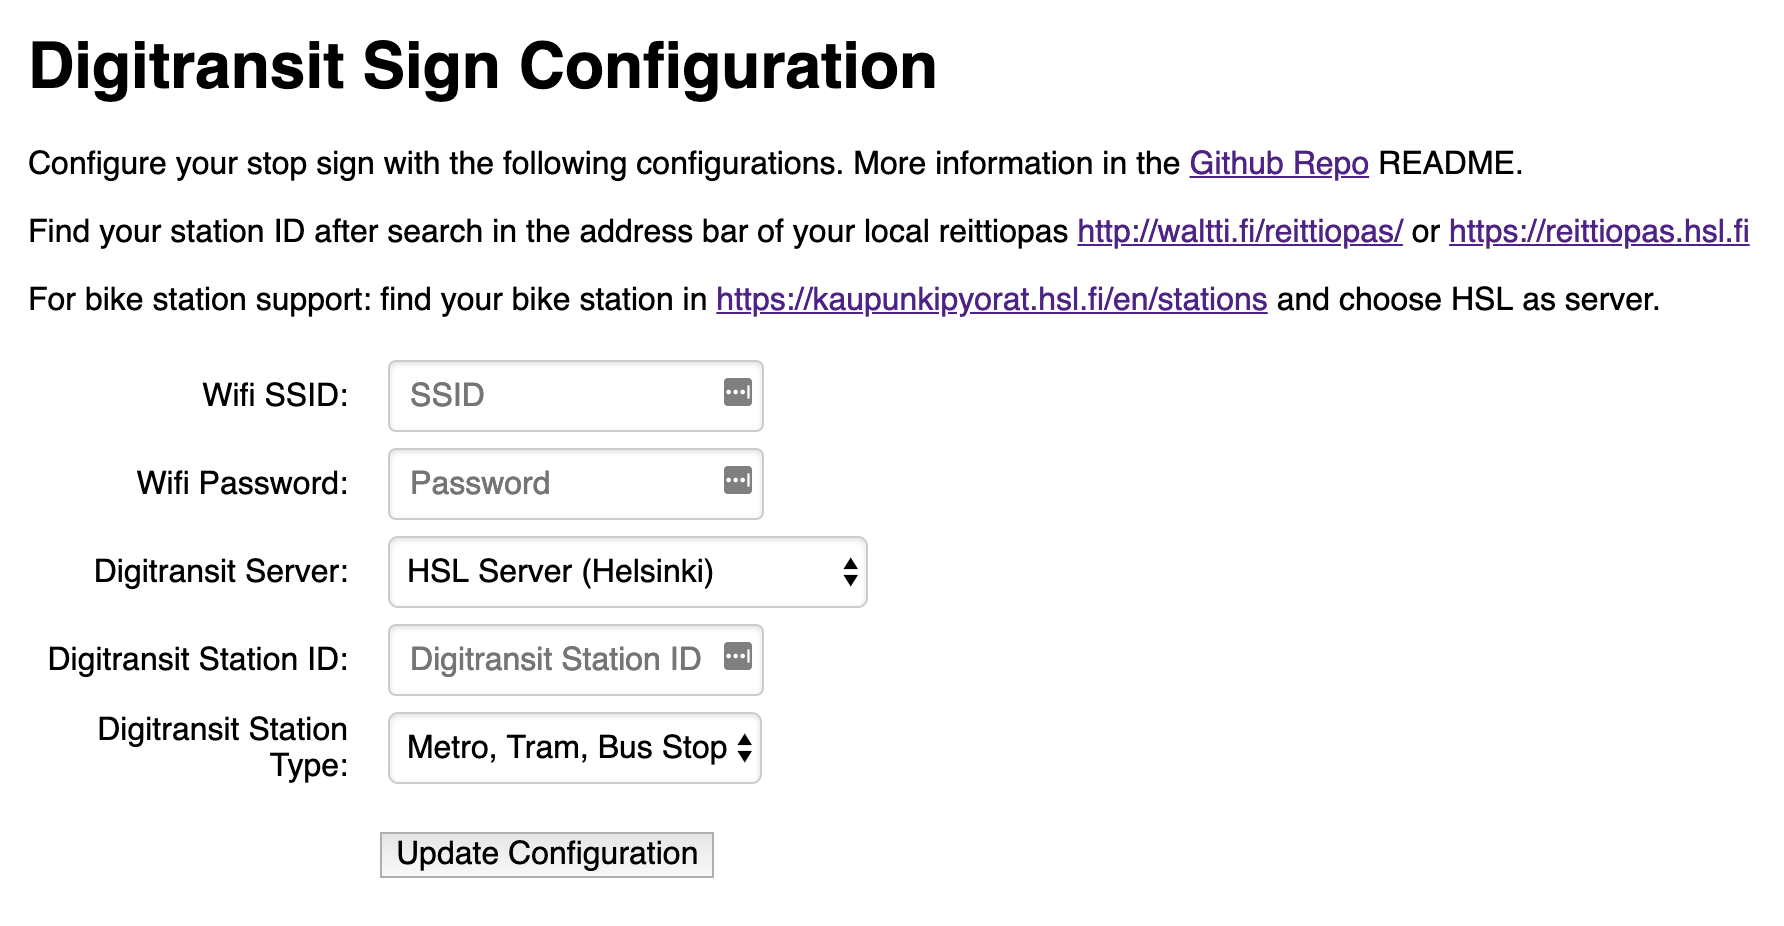 Digitransit Sign Configuration
Configure your stop sign with the following configurations. More information in the Github Repo README.
Find your station ID after search in the address bar of your local reittiopas http://waltti.fi/reittiopas/ or https://reittiopas.hsl.fi
For bike station support: find your bike station in https://kaupunkipyorat.hsl.fi/en/stations and choose HSL as server.
Wifi SSID: SSID
Wifi Password: Password
Digitransit Server: HSL Server (Helsinki)
Digitransit Station ID: Digitransit Station ID
Digitransit Station
Type: Metro, Tram, Bus Stop
Update Configuration